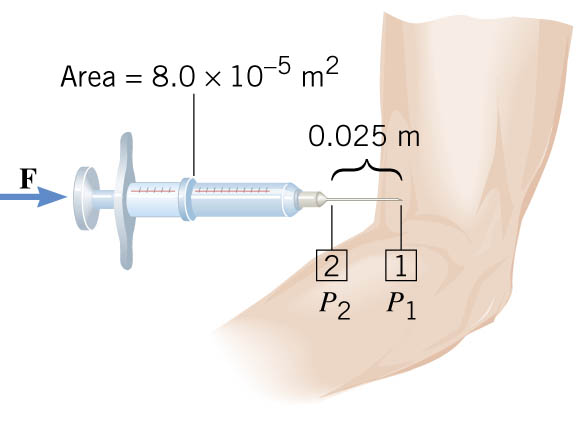 Area = 8.0 × 10⁻⁵ m²
0.025 m
F
2 1
P₂ P₁